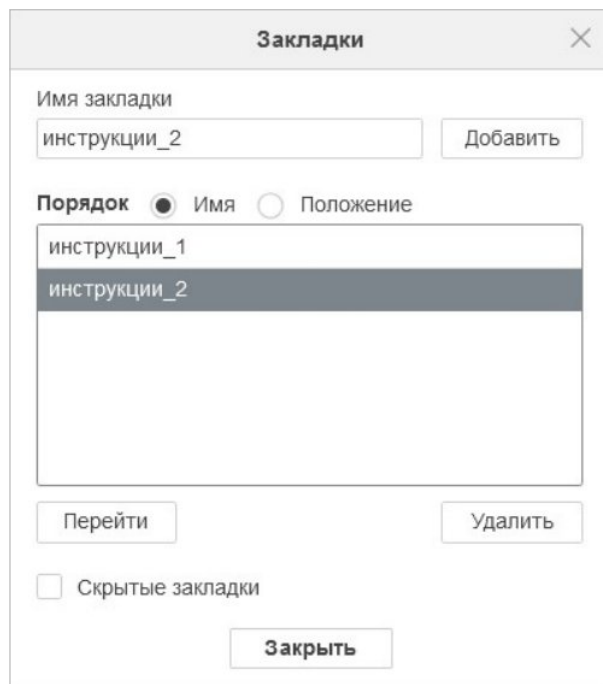 Закладки
Имя закладки
инструкции_2 Добавить
Порядок Имя Положение
инструкции_1
инструкции_2
Перейти Удалить
Скрытые закладки
Закрыть